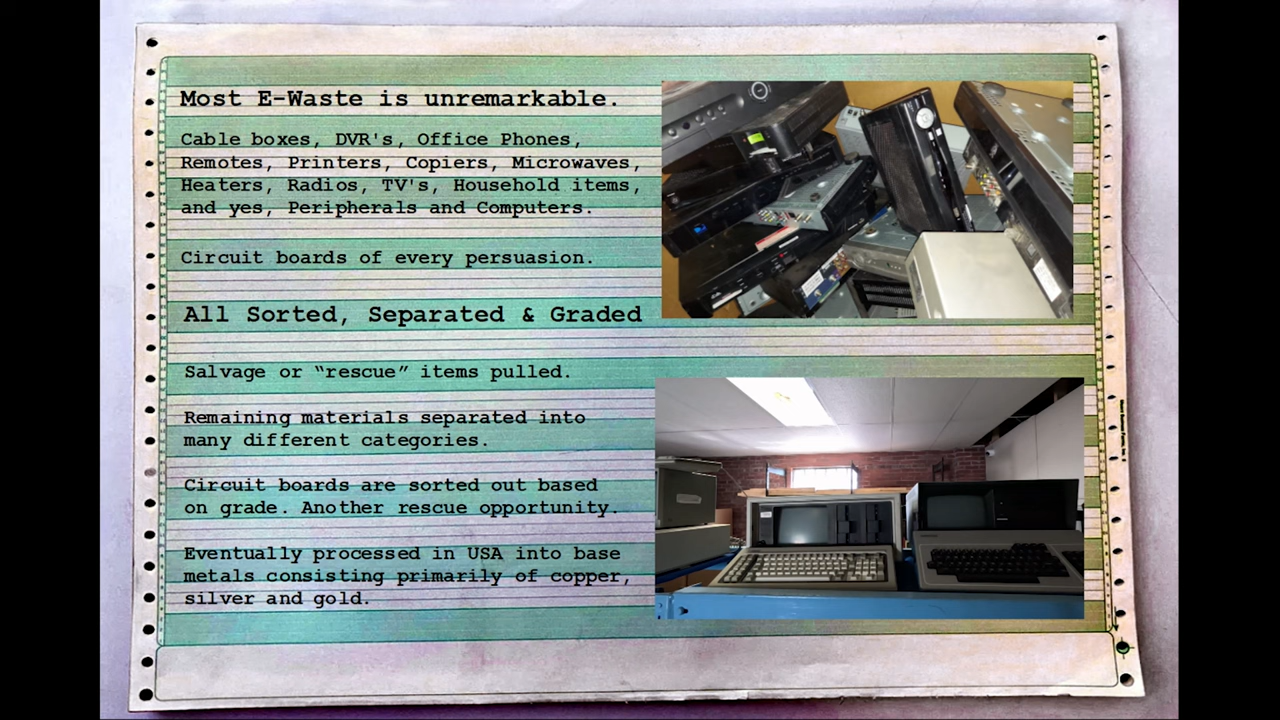 Most E-Waste is unremarkable.
Cable boxes, DVR's, Office Phones,
Remotes, Printers, Copiers, Microwaves,
Heaters, Radios, TV's, Household items,
and yes, Peripherals and Computers.
Circuit boards of every persuasion.
All Sorted, Separated & Graded
Salvage or “rescue” items pulled.
Remaining materials separated into
many different categories.
Circuit boards are sorted out based
on grade. Another rescue opportunity.
Eventually processed in USA into base
metals consisting primarily of copper,
silver and gold.